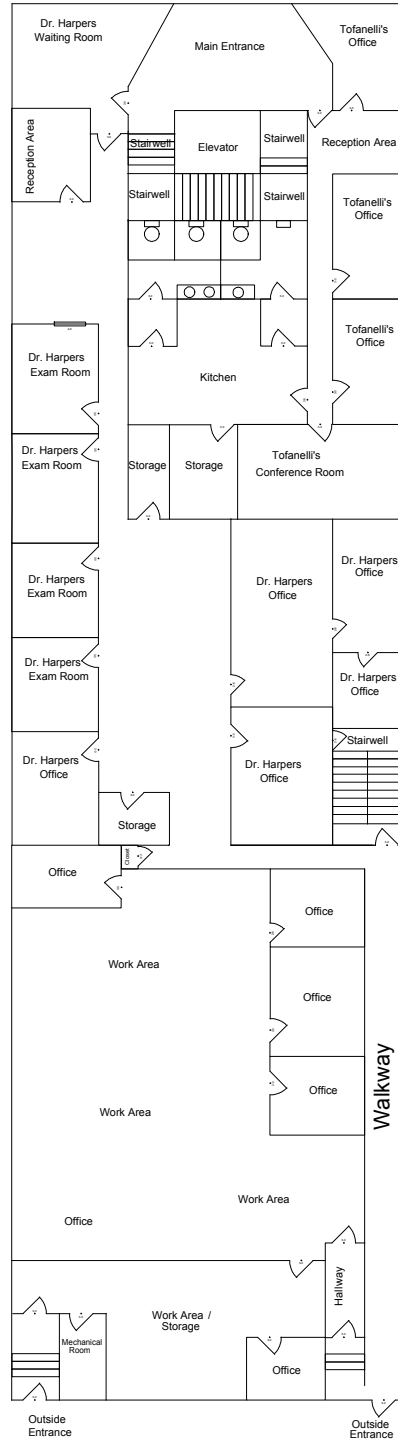 Dr. Harpers
Waiting Room
Main Entrance
Tofanelli's
Office
Reception Area
Stairwell
Elevator
Stairwell
Reception Area
Stairwell
Stairwell
Tofanelli's
Office
Dr. Harpers
Exam Room
Tofanelli's
Office
Kitchen
Dr. Harpers
Exam Room
Storage
Storage
Tofanelli's
Conference Room
Dr. Harpers
Exam Room
Dr. Harpers
Office
Dr. Harpers
Office
Dr. Harpers
Exam Room
Dr. Harpers
Office
Dr. Harpers
Office
Dr. Harpers
Office
Stairwell
Storage
Office
Closet
Office
Work Area
Office
Walkway
Office
Work Area
Work Area
Office
Hallway
Work Area /
Storage
Mechanical
Room
Office
Outside
Entrance
Outside
Entrance